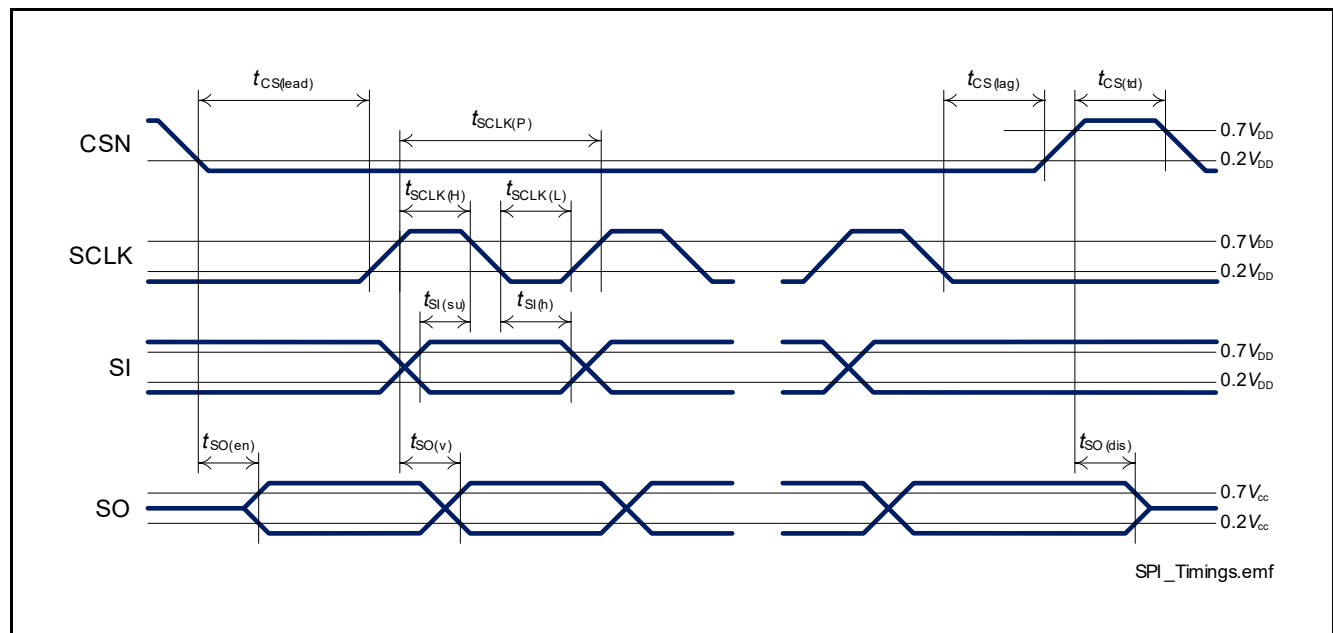 tCS(lead)
tCS(lag)
tCS(td)
tSCLK(P)
CSN
0.7VDD
0.2VDD
tSCLK(H)
tSCLK(L)
SCLK
0.7VDD
0.2VDD
tSI(su)
tSI(h)
SI
0.7VDD
0.2VDD
tSO(en)
tSO(v)
tSO(dis)
SO
0.7Vcc
0.2Vcc
SPI_Timings.emf